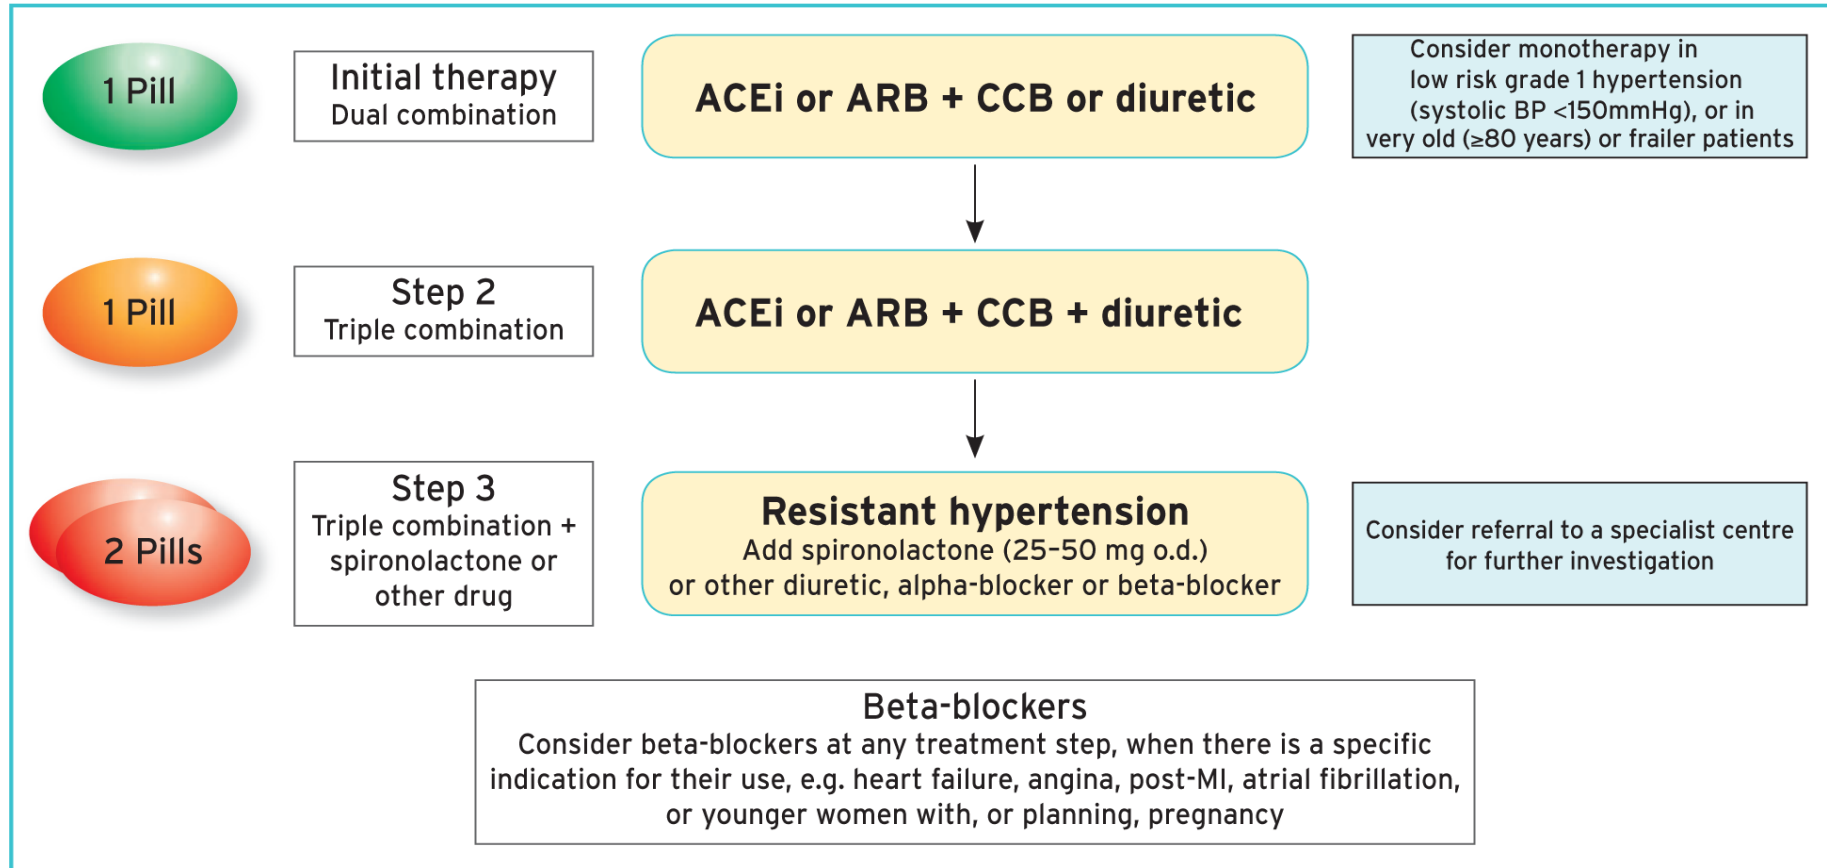 1 Pill
Initial therapy
Dual combination
ACEi or ARB + CCB or diuretic
Consider monotherapy in
low risk grade 1 hypertension
(systolic BP <150mmHg), or in
very old (≥80 years) or frailer patients
1 Pill
Step 2
Triple combination
ACEi or ARB + CCB + diuretic
2 Pills
Step 3
Triple combination +
spironolactone or
other drug
Resistant hypertension
Add spironolactone (25–50 mg o.d.)
or other diuretic, alpha-blocker or beta-blocker
Consider referral to a specialist centre
for further investigation
Beta-blockers
Consider beta-blockers at any treatment step, when there is a specific
indication for their use, e.g. heart failure, angina, post-MI, atrial fibrillation,
or younger women with, or planning, pregnancy